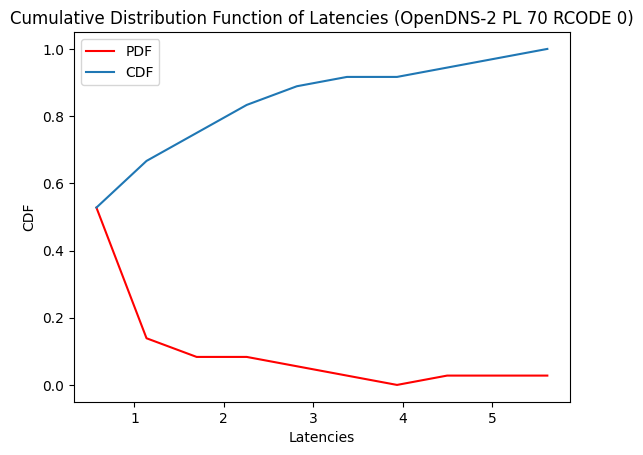 Cumulative Distribution Function of Latencies (OpenDNS-2 PL 70 RCODE 0)
PDF
CDF
1.0
0.8
0.6
0.4
0.2
0.0
CDF
1 2 3 4 5
Latencies